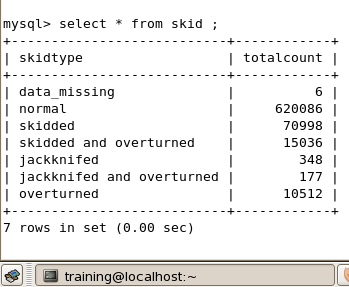 mysql> select * from skid ;
+---------------------------+------------+
| skidtype                  | totalcount |
+---------------------------+------------+
| data_missing              |          6 |
| normal                    |     620086 |
| skidded                   |      70998 |
| skidded and overturned    |      15036 |
| jackknifed                |        348 |
| jackknifed and overturned |        177 |
| overturned                |      10512 |
+---------------------------+------------+
7 rows in set (0.00 sec)
training@localhost:~